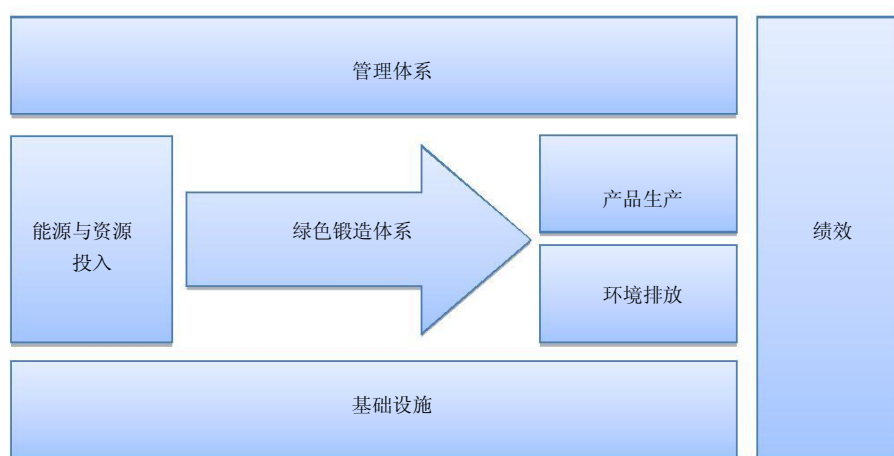 管理体系
能源与资源
投入
绿色锻造体系
产品生产
环境排放
绩效
基础设施